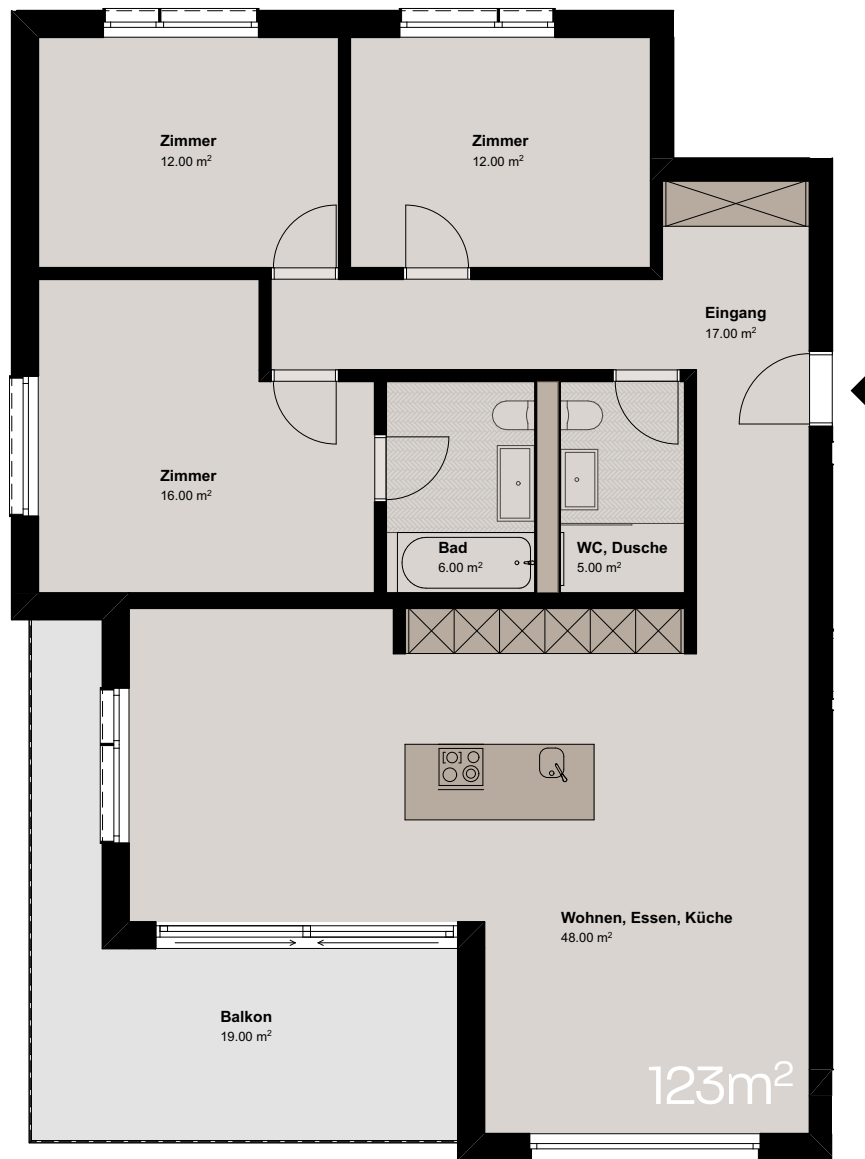 Zimmer
12.00 m²
Zimmer
12.00 m²
Eingang
17.00 m²
Zimmer
16.00 m²
Bad
6.00 m²
WC, Dusche
5.00 m²
Wohnen, Essen, Küche
48.00 m²
Balkon
19.00 m²
123m²